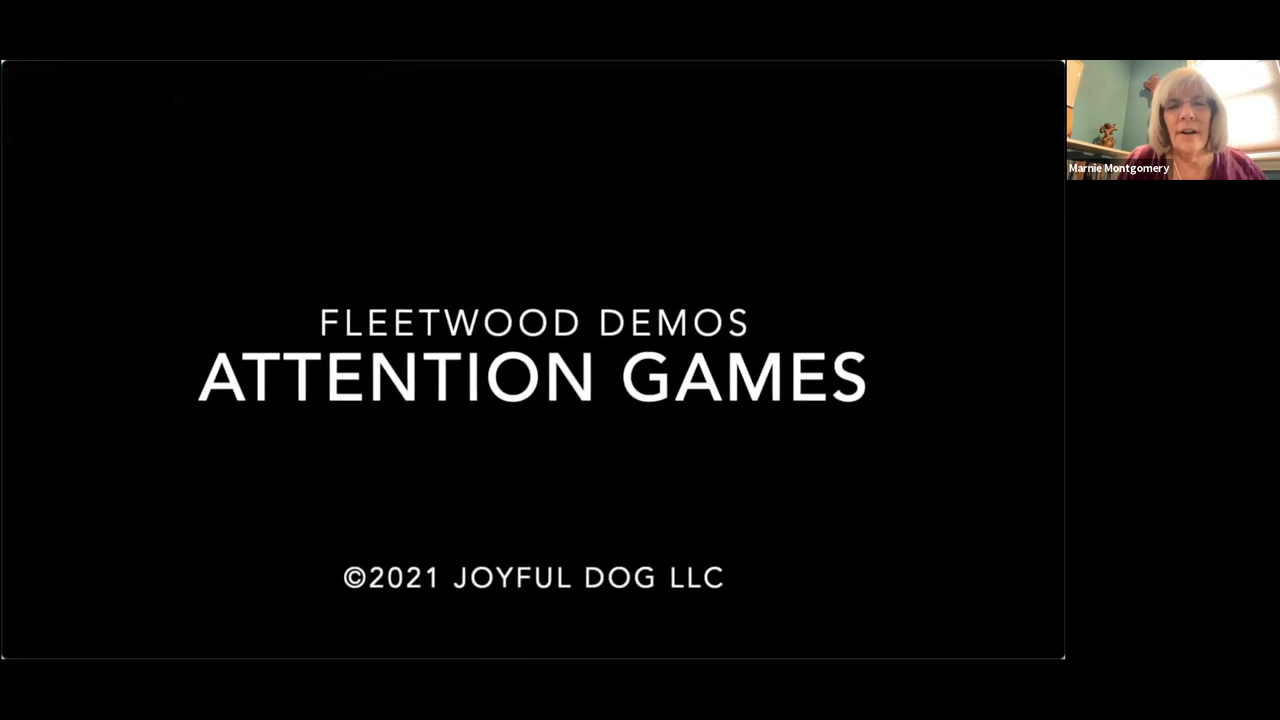 FLEETWOOD DEMOS
ATTENTION GAMES
©2021 JOYFUL DOG LLC
Marnie Montgomery